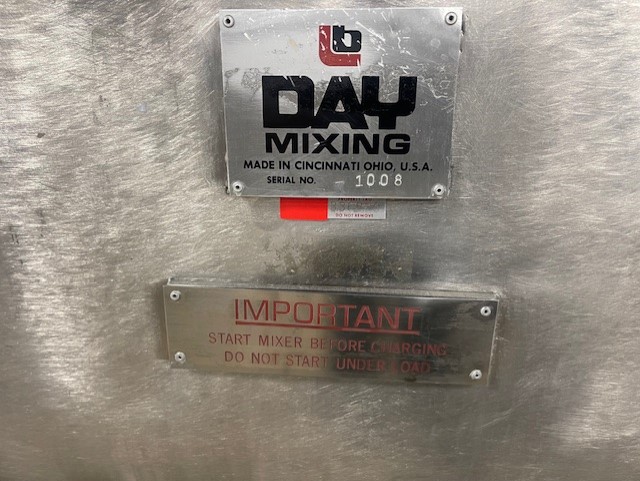 DAY
MIXING
MADE IN CINCINNATI OHIO, U.S.A.
SERIAL NO. 1008
DO NOT REMOVE
IMPORTANT
START MIXER BEFORE CHARGING
DO NOT START UNDER LOAD